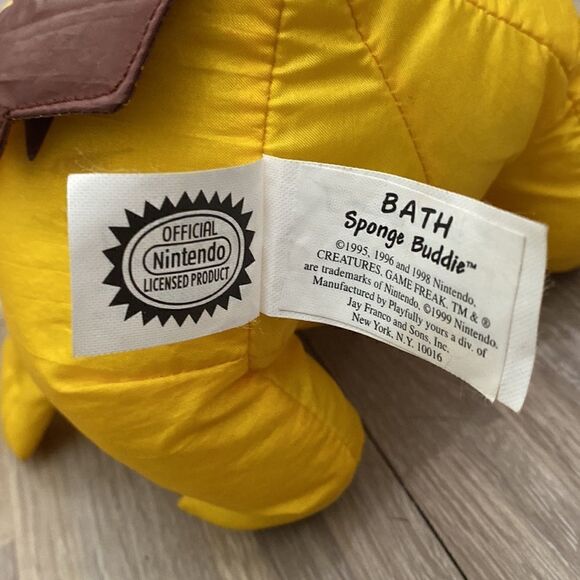 OFFICIAL
Nintendo
LICENSED PRODUCT
BATH
Sponge Buddie™
©1995, 1996 and 1998 Nintendo,
CREATURES, GAME FREAK, TM & ®
are trademarks of Nintendo. ©1999 Nintendo.
Manufactured by Playfully yours a div. of
Jay Franco and Sons, Inc.
New York, N.Y. 10016